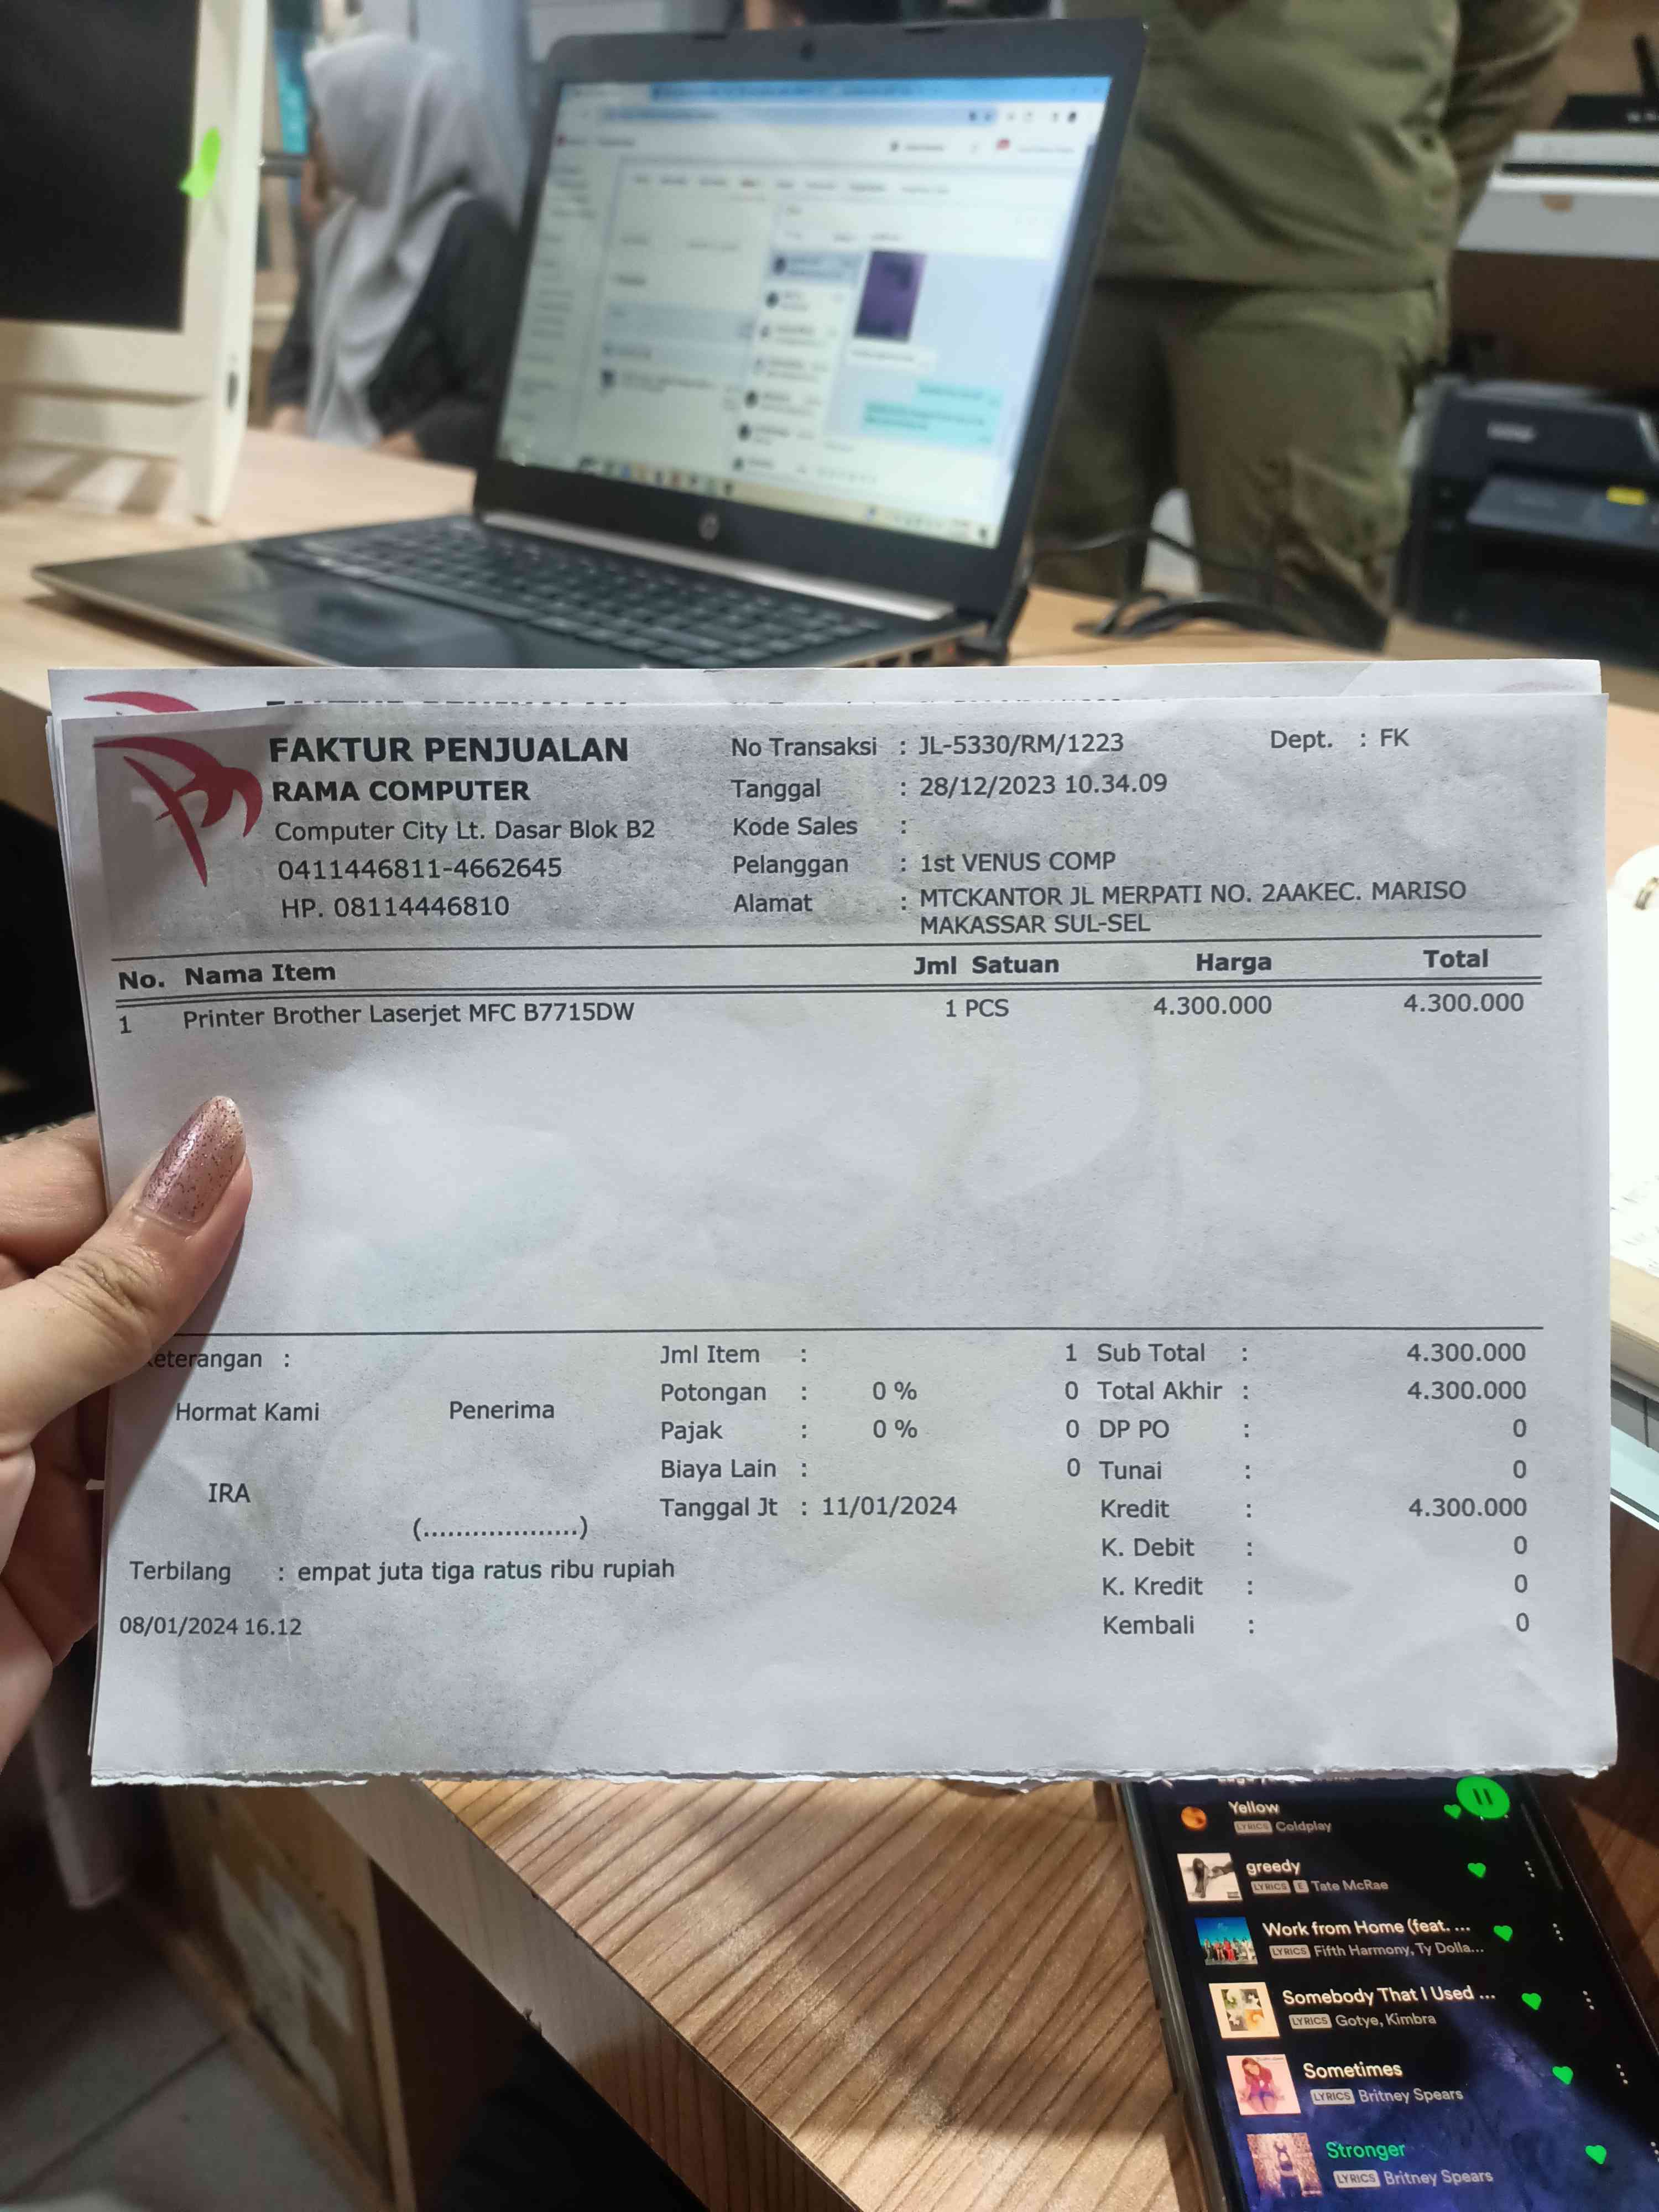 FAKTUR PENJUALAN
RAMA COMPUTER
Computer City Lt. Dasar Blok B2
0411446811-4662645
HP. 08114446810
No Transaksi : JL-5330/RM/1223
Dept. : FK
Tanggal : 28/12/2023 10.34.09
Kode Sales :
Pelanggan : 1st VENUS COMP
Alamat : MTCKANTOR JL MERPATI NO. 2AAKEC. MARISO
MAKASSAR SUL-SEL
No. Nama Item Jml Satuan Harga Total
1 Printer Brother Laserjet MFC B7715DW 1 PCS 4.300.000 4.300.000
eterangan :
Hormat Kami Penerima
IRA
(...................)
Jml Item : 1
Potongan : 0 % 0
Pajak : 0 % 0
Biaya Lain : 0
Tanggal Jt : 11/01/2024
Sub Total : 4.300.000
Total Akhir : 4.300.000
DP PO : 0
Tunai : 0
Kredit : 4.300.000
K. Debit : 0
K. Kredit : 0
Kembali : 0
Terbilang : empat juta tiga ratus ribu rupiah
08/01/2024 16.12
Yellow
LYRICS Coldplay
greedy
LYRICS E Tate McRae
Work from Home (feat. ...
LYRICS Fifth Harmony, Ty Dolla...
Somebody That I Used ...
LYRICS Gotye, Kimbra
Sometimes
LYRICS Britney Spears
Stronger
LYRICS Britney Spears